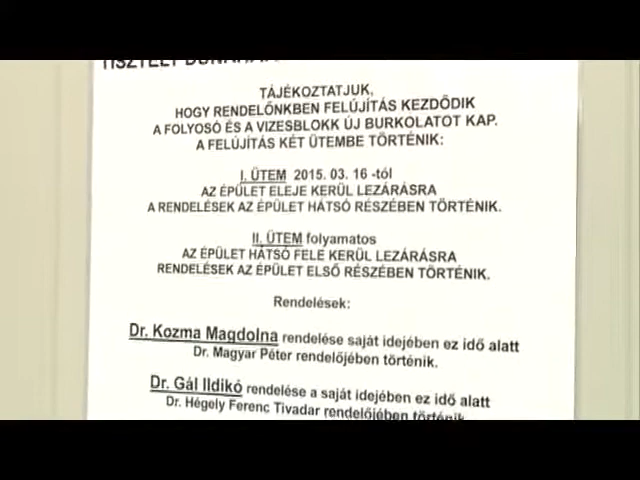 TISZTELT
TÁJÉKOZTATJUK,
HOGY RENDELŐNKBEN FELÚJÍTÁS KEZDŐDIK
A FOLYOSÓ ÉS A VIZESBLOKK ÚJ BURKOLATOT KAP.
A FELÚJÍTÁS KÉT ÜTEMBE TÖRTÉNIK:
I. ÜTEM 2015. 03. 16 -tól
AZ ÉPÜLET ELEJE KERÜL LEZÁRÁSRA
A RENDELÉSEK AZ ÉPÜLET HÁTSÓ RÉSZÉBEN TÖRTÉNIK.
II. ÜTEM folyamatos
AZ ÉPÜLET HÁTSÓ FELE KERÜL LEZÁRÁSRA
RENDELÉSEK AZ ÉPÜLET ELSŐ RÉSZÉBEN TÖRTÉNIK.
Rendelések:
Dr. Kozma Magdolna rendelése saját idejében ez idő alatt
Dr. Magyar Péter rendelőjében történik.
Dr. Gál Ildikó rendelése a saját idejében ez idő alatt
Dr. Hégely Ferenc Tivadar rendelőjében történik